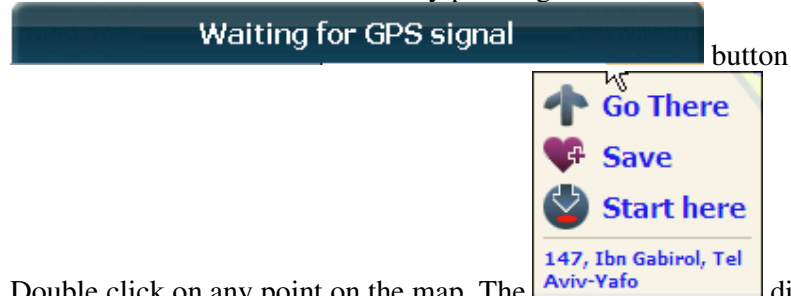 Waiting for GPS signal button
Go There
Save
Start here
147, Ibn Gabirol, Tel
Aviv-Yafo
Double click on any point on the map. The